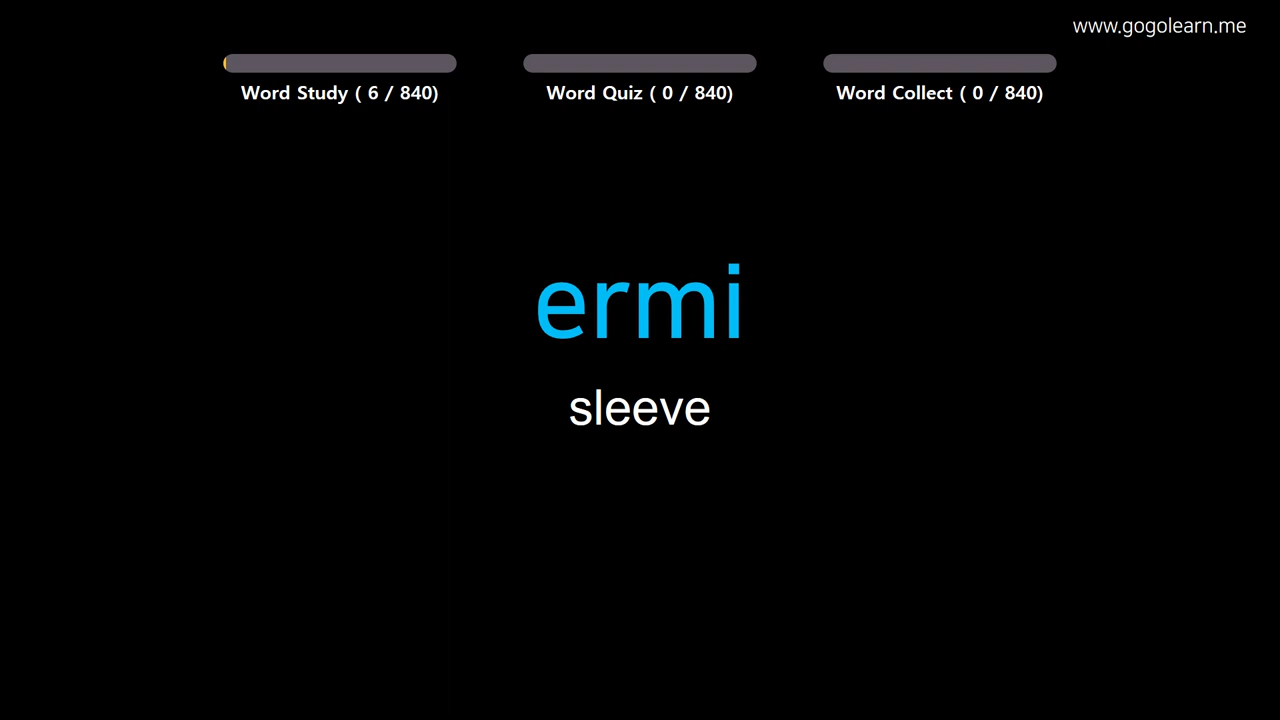 www.gogolearn.me
Word Study ( 6 / 840)
Word Quiz ( 0 / 840)
Word Collect ( 0 / 840)
ermi
sleeve